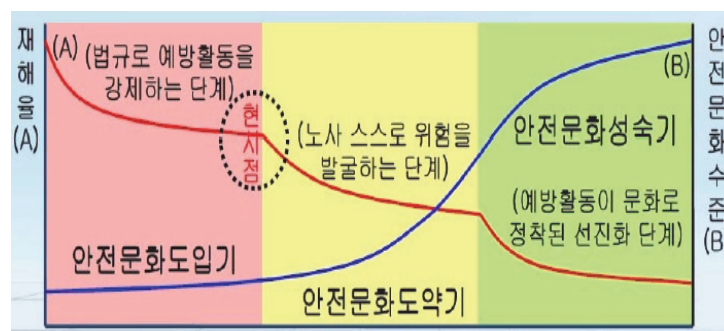 재해율(A)
(A)
(법규로 예방활동을
강제하는 단계)
현시점
(노사 스스로 위험을
발굴하는 단계)
(B)
안전문화성숙기
(예방활동이 문화로
정착된 선진화 단계)
안전문화도입기
안전문화도약기
안전문화수준(B